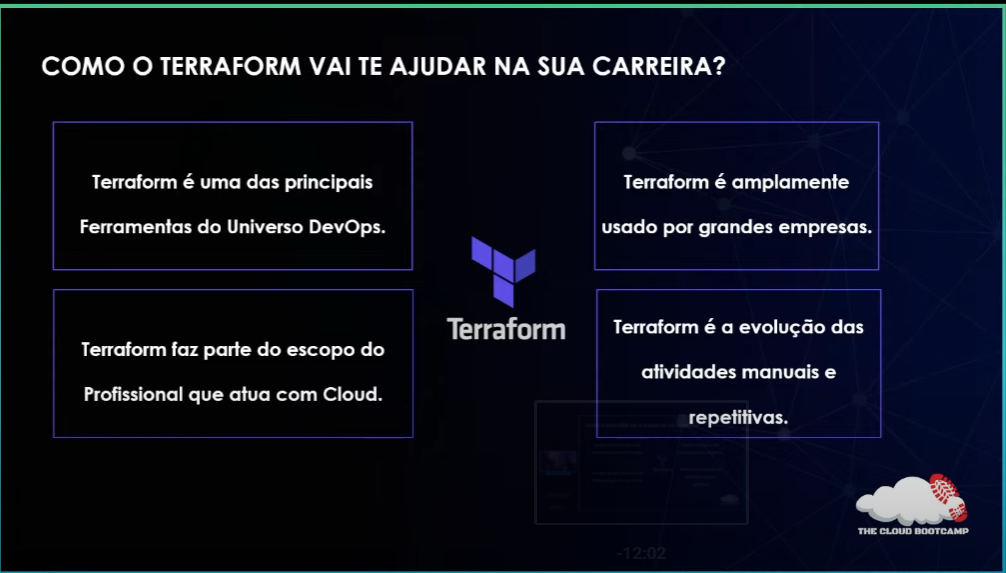 COMO O TERRAFORM VAI TE AJUDAR NA SUA CARREIRA?
Terraform é uma das principais
Ferramentas do Universo DevOps.
Terraform é amplamente
usado por grandes empresas.
Terraform
Terraform faz parte do escopo do
Profissional que atua com Cloud.
Terraform é a evolução das
atividades manuais e
repetitivas.
THE CLOUD BOOTCAMP
-12:02